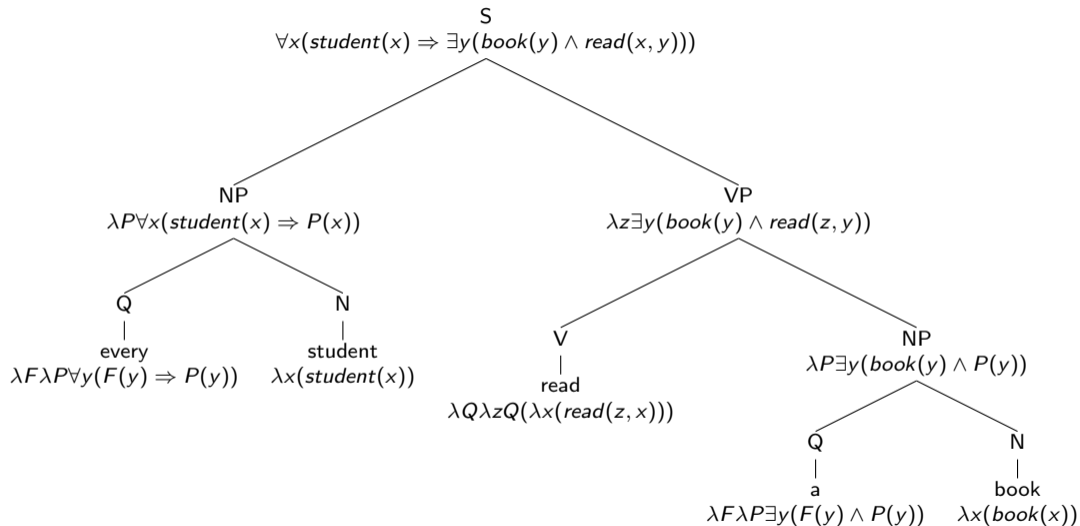 S
∀x(student(x) ⇒ ∃y(book(y) ∧ read(x, y)))
NP
λP∀x(student(x) ⇒ P(x))
VP
λz∃y(book(y) ∧ read(z, y))
Q
every
λFλP∀y(F(y) ⇒ P(y))
N
student
λx(student(x))
V
read
λQλzQ(λx(read(z, x)))
NP
λP∃y(book(y) ∧ P(y))
Q
a
λFλP∃y(F(y) ∧ P(y))
N
book
λx(book(x))